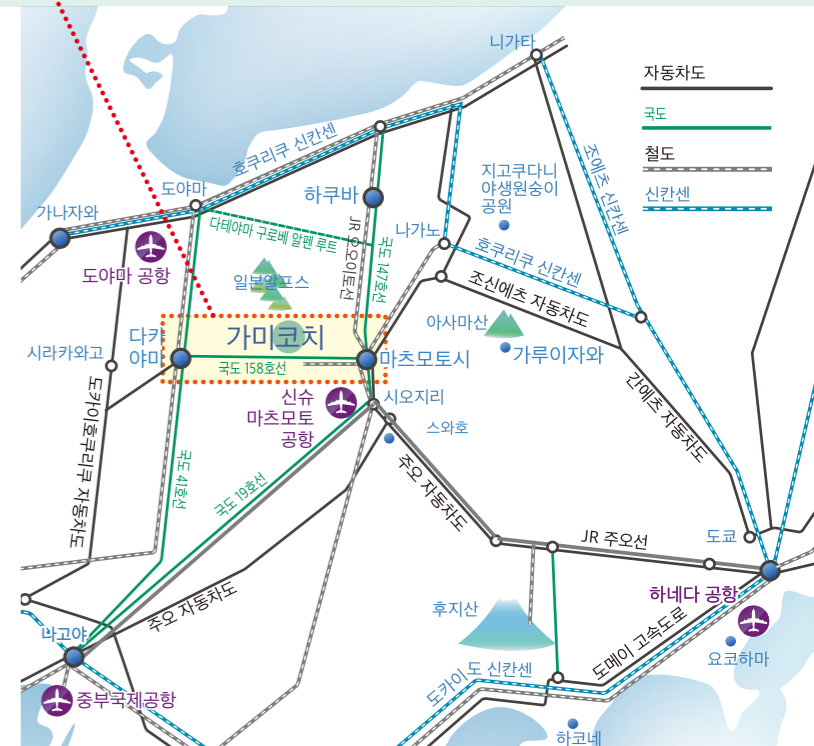 니가타
자동차도
국도
철도
신칸센
호쿠리쿠 신칸센
조에츠 신칸센
지고쿠다니
야생원숭이
공원
도야마
하쿠바
가나자와
다테야마 구로베 알펜 루트
JR 주오이토선
국도 147호선
나가노
호쿠리쿠 신칸센
도야마 공항
일본알프스
조신에츠 자동차도
아사마산
가루이자와
시라카와고
다카
야마
가미코치
국도 158호선
마츠모토시
신슈
마츠모토
공항
시오지리
스와호
간에츠 자동차도
도카이호쿠리쿠 자동차도
국도 41호선
국도 19호선
주오 자동차도
JR 주오선
도쿄
하네다 공항
후지산
주오 자동차도
도메이 고속도로
요코하마
나고야
중부국제공항
도카이 도 신칸센
하코네